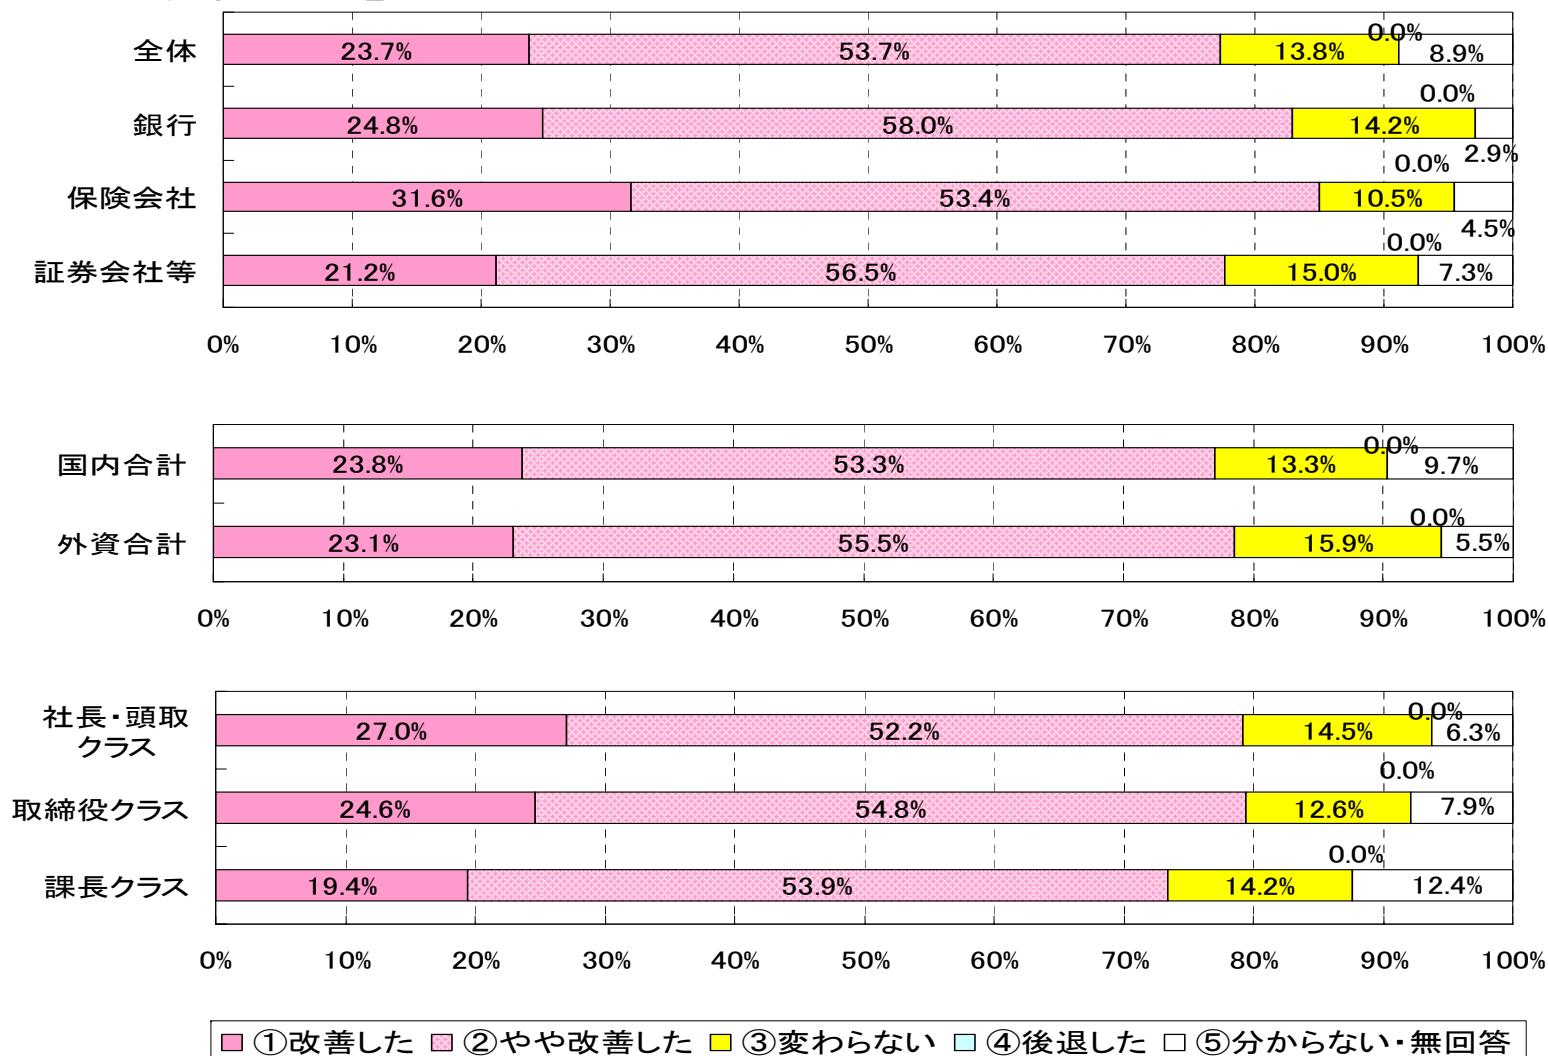 0.0%
全体 23.7% 53.7% 13.8% 8.9%
0.0%
銀行 24.8% 58.0% 14.2%
0.0% 2.9%
保険会社 31.6% 53.4% 10.5%
4.5%
0.0%
証券会社等 21.2% 56.5% 15.0% 7.3%
0% 10% 20% 30% 40% 50% 60% 70% 80% 90% 100%
0.0%
国内合計 23.8% 53.3% 13.3% 9.7%
0.0%
外資合計 23.1% 55.5% 15.9% 5.5%
0% 10% 20% 30% 40% 50% 60% 70% 80% 90% 100%
0.0%
社長・頭取
クラス 27.0% 52.2% 14.5% 6.3%
0.0%
取締役クラス 24.6% 54.8% 12.6% 7.9%
0.0%
課長クラス 19.4% 53.9% 14.2% 12.4%
0% 10% 20% 30% 40% 50% 60% 70% 80% 90% 100%
①改善した ②やや改善した ③変わらない ④後退した ⑤分からない・無回答